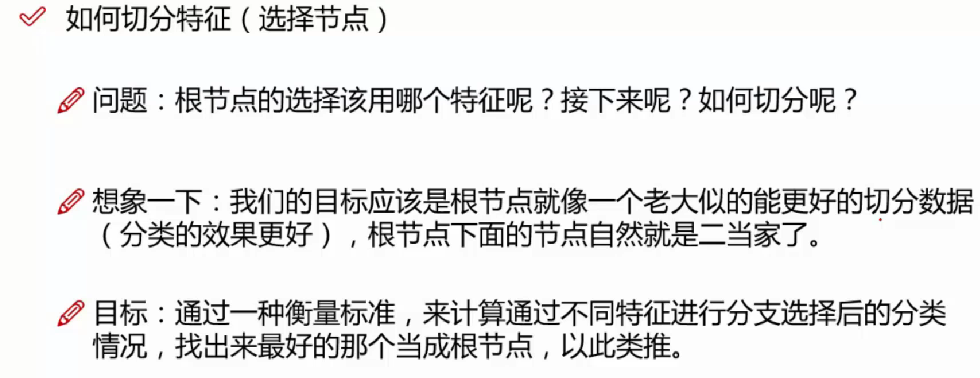 如何切分特征（选择节点）
问题：根节点的选择该用哪个特征呢？接下来呢？如何切分呢？
想象一下：我们的目标应该是根节点就像一个老大似的能更好的切分数据
（分类的效果更好），根节点下面的节点自然就是二当家了。
目标：通过一种衡量标准，来计算通过不同特征进行分支选择后的分类
情况，找出来最好的那个当成根节点，以此类推。